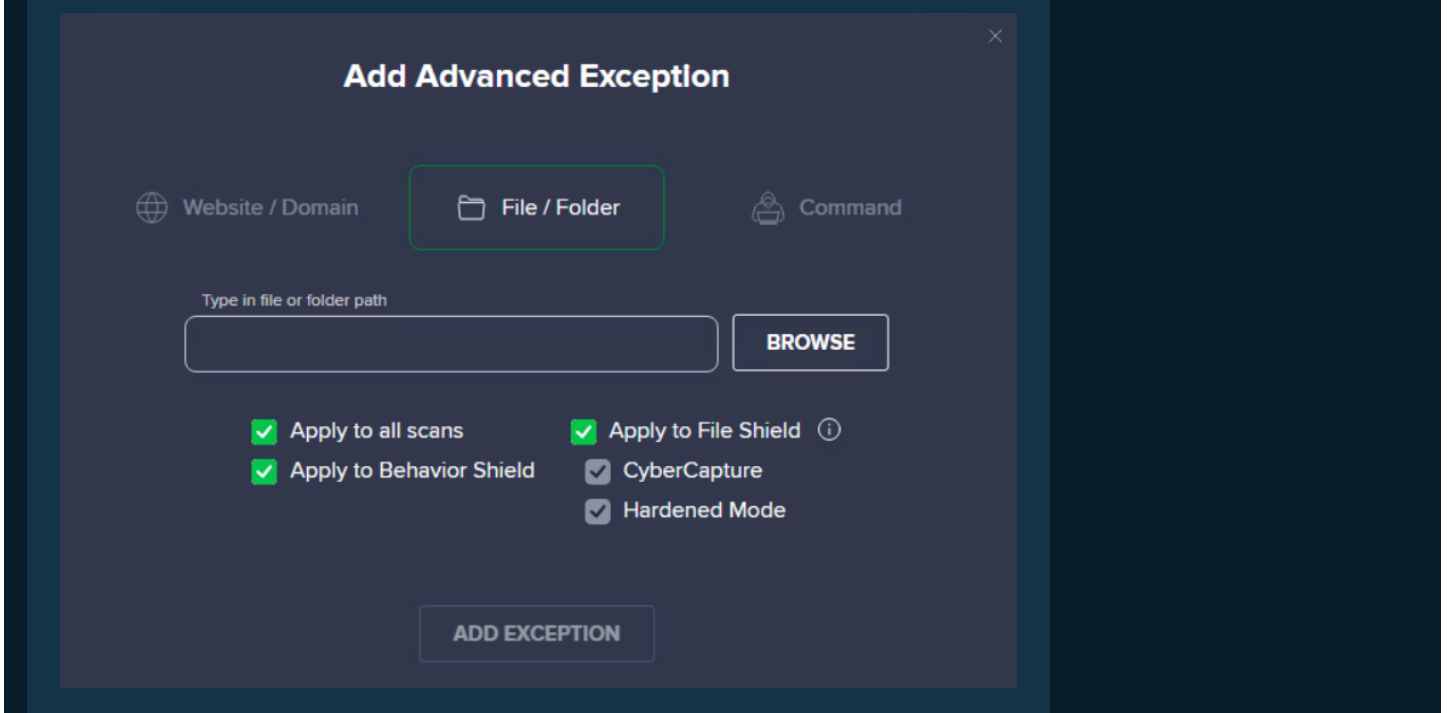 Add Advanced Exception
Website / Domain
File / Folder
Command
Type in file or folder path
BROWSE
Apply to all scans
Apply to File Shield
Apply to Behavior Shield
CyberCapture
Hardened Mode
ADD EXCEPTION